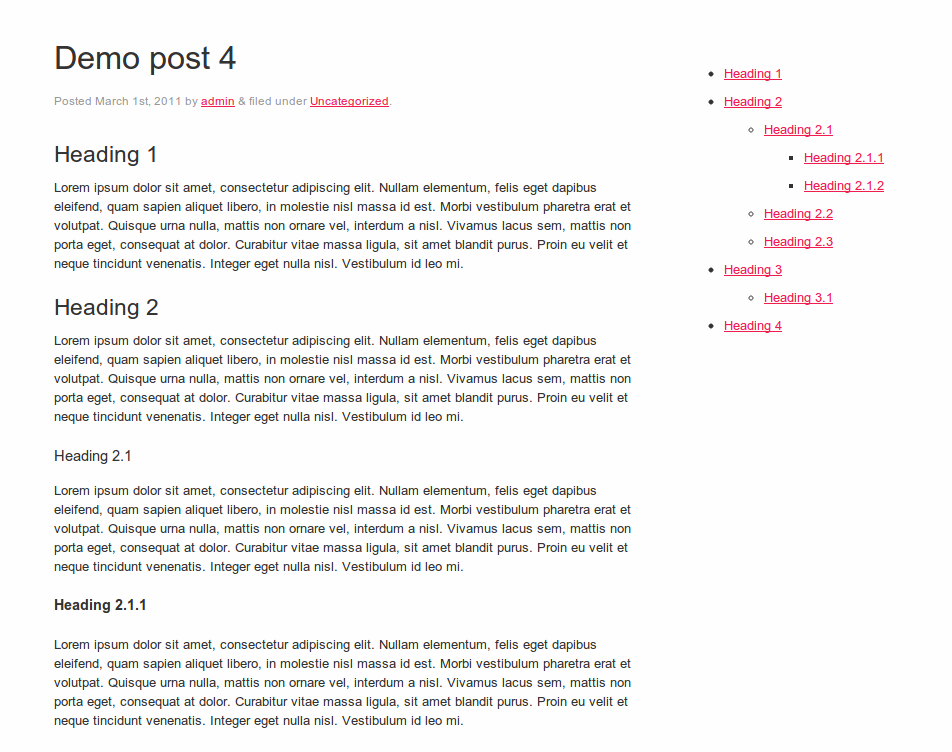 Demo post 4
Posted March 1st, 2011 by admin & filed under Uncategorized.
Heading 1
Lorem ipsum dolor sit amet, consectetur adipiscing elit. Nullam elementum, felis eget dapibus
eleifend, quam sapien aliquet libero, in molestie nisl massa id est. Morbi vestibulum pharetra erat et
volutpat. Quisque urna nulla, mattis non ornare vel, interdum a nisl. Vivamus lacus sem, mattis non
porta eget, consequat at dolor. Curabitur vitae massa ligula, sit amet blandit purus. Proin eu velit et
neque tincidunt venenatis. Integer eget nulla nisl. Vestibulum id leo mi.
Heading 2
Lorem ipsum dolor sit amet, consectetur adipiscing elit. Nullam elementum, felis eget dapibus
eleifend, quam sapien aliquet libero, in molestie nisl massa id est. Morbi vestibulum pharetra erat et
volutpat. Quisque urna nulla, mattis non ornare vel, interdum a nisl. Vivamus lacus sem, mattis non
porta eget, consequat at dolor. Curabitur vitae massa ligula, sit amet blandit purus. Proin eu velit et
neque tincidunt venenatis. Integer eget nulla nisl. Vestibulum id leo mi.
Heading 2.1
Lorem ipsum dolor sit amet, consectetur adipiscing elit. Nullam elementum, felis eget dapibus
eleifend, quam sapien aliquet libero, in molestie nisl massa id est. Morbi vestibulum pharetra erat et
volutpat. Quisque urna nulla, mattis non ornare vel, interdum a nisl. Vivamus lacus sem, mattis non
porta eget, consequat at dolor. Curabitur vitae massa ligula, sit amet blandit purus. Proin eu velit et
neque tincidunt venenatis. Integer eget nulla nisl. Vestibulum id leo mi.
Heading 2.1.1
Lorem ipsum dolor sit amet, consectetur adipiscing elit. Nullam elementum, felis eget dapibus
eleifend, quam sapien aliquet libero, in molestie nisl massa id est. Morbi vestibulum pharetra erat et
volutpat. Quisque urna nulla, mattis non ornare vel, interdum a nisl. Vivamus lacus sem, mattis non
porta eget, consequat at dolor. Curabitur vitae massa ligula, sit amet blandit purus. Proin eu velit et
neque tincidunt venenatis. Integer eget nulla nisl. Vestibulum id leo mi.
Heading 1
Heading 2
Heading 2.1
Heading 2.1.1
Heading 2.1.2
Heading 2.2
Heading 2.3
Heading 3
Heading 3.1
Heading 4